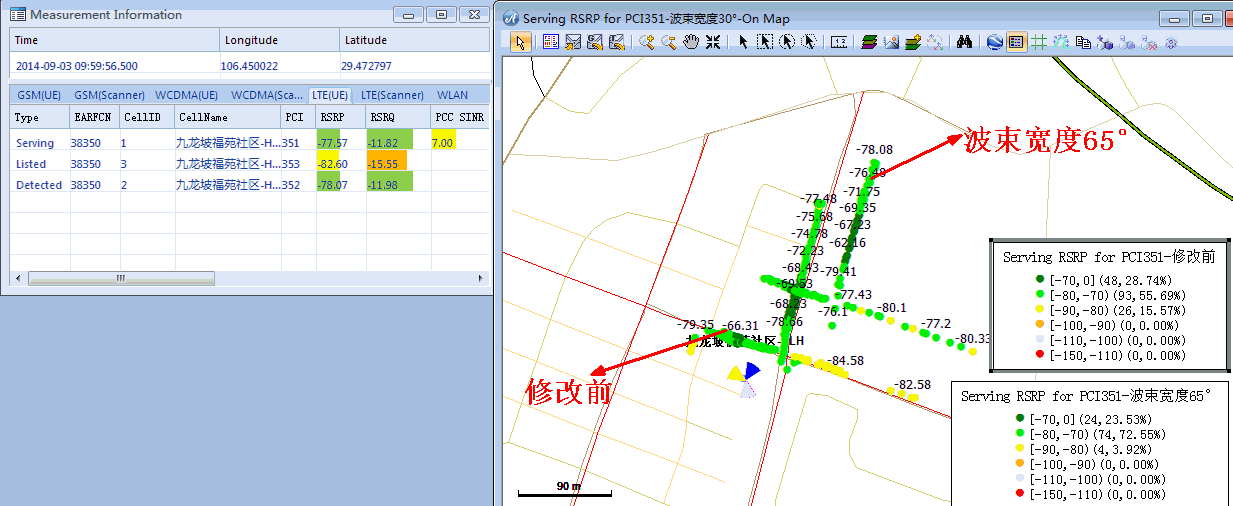 Measurement Information
Time Longitude Latitude
2014-09-03 09:59:56.500 106.450022 29.472797
GSM(UE) GSM(Scanner) WCDMA(UE) WCDMA(Sca... LTE(UE) LTE(Scanner) WLAN
Type EARFCN CellID CellName PCI RSRP RSRQ PCC SINR
Serving 38350 1 九龙坡福苑社区-H...351 -77.57 -11.82 7.00
Listed 38350 3 九龙坡福苑社区-H...353 -82.60 -15.55
Detected 38350 2 九龙坡福苑社区-H...352 -78.07 -11.98
Serving RSRP for PCI351-波束宽度30°-On Map
波束宽度65°
-78.08
-76.48
-71.75
-77.48
-69.35
-75.68
-67.23
-74.78
-62.16
-72.23
-68.43
-79.41
-69.53
-77.43
-68.23
-76.1
-80.1
-78.66
-77.2
-79.35
-66.31
-80.33
-84.58
-82.58
修改前
90 m
Serving RSRP for PCI351-修改前
[-70,0](48,28.74%)
[-80,-70)(93,55.69%)
[-90,-80)(26,15.57%)
[-100,-90)(0,0.00%)
[-110,-100)(0,0.00%)
[-150,-110)(0,0.00%)
Serving RSRP for PCI351-波束宽度65°
[-70,0](24,23.53%)
[-80,-70)(74,72.55%)
[-90,-80)(4,3.92%)
[-100,-90)(0,0.00%)
[-110,-100)(0,0.00%)
[-150,-110)(0,0.00%)